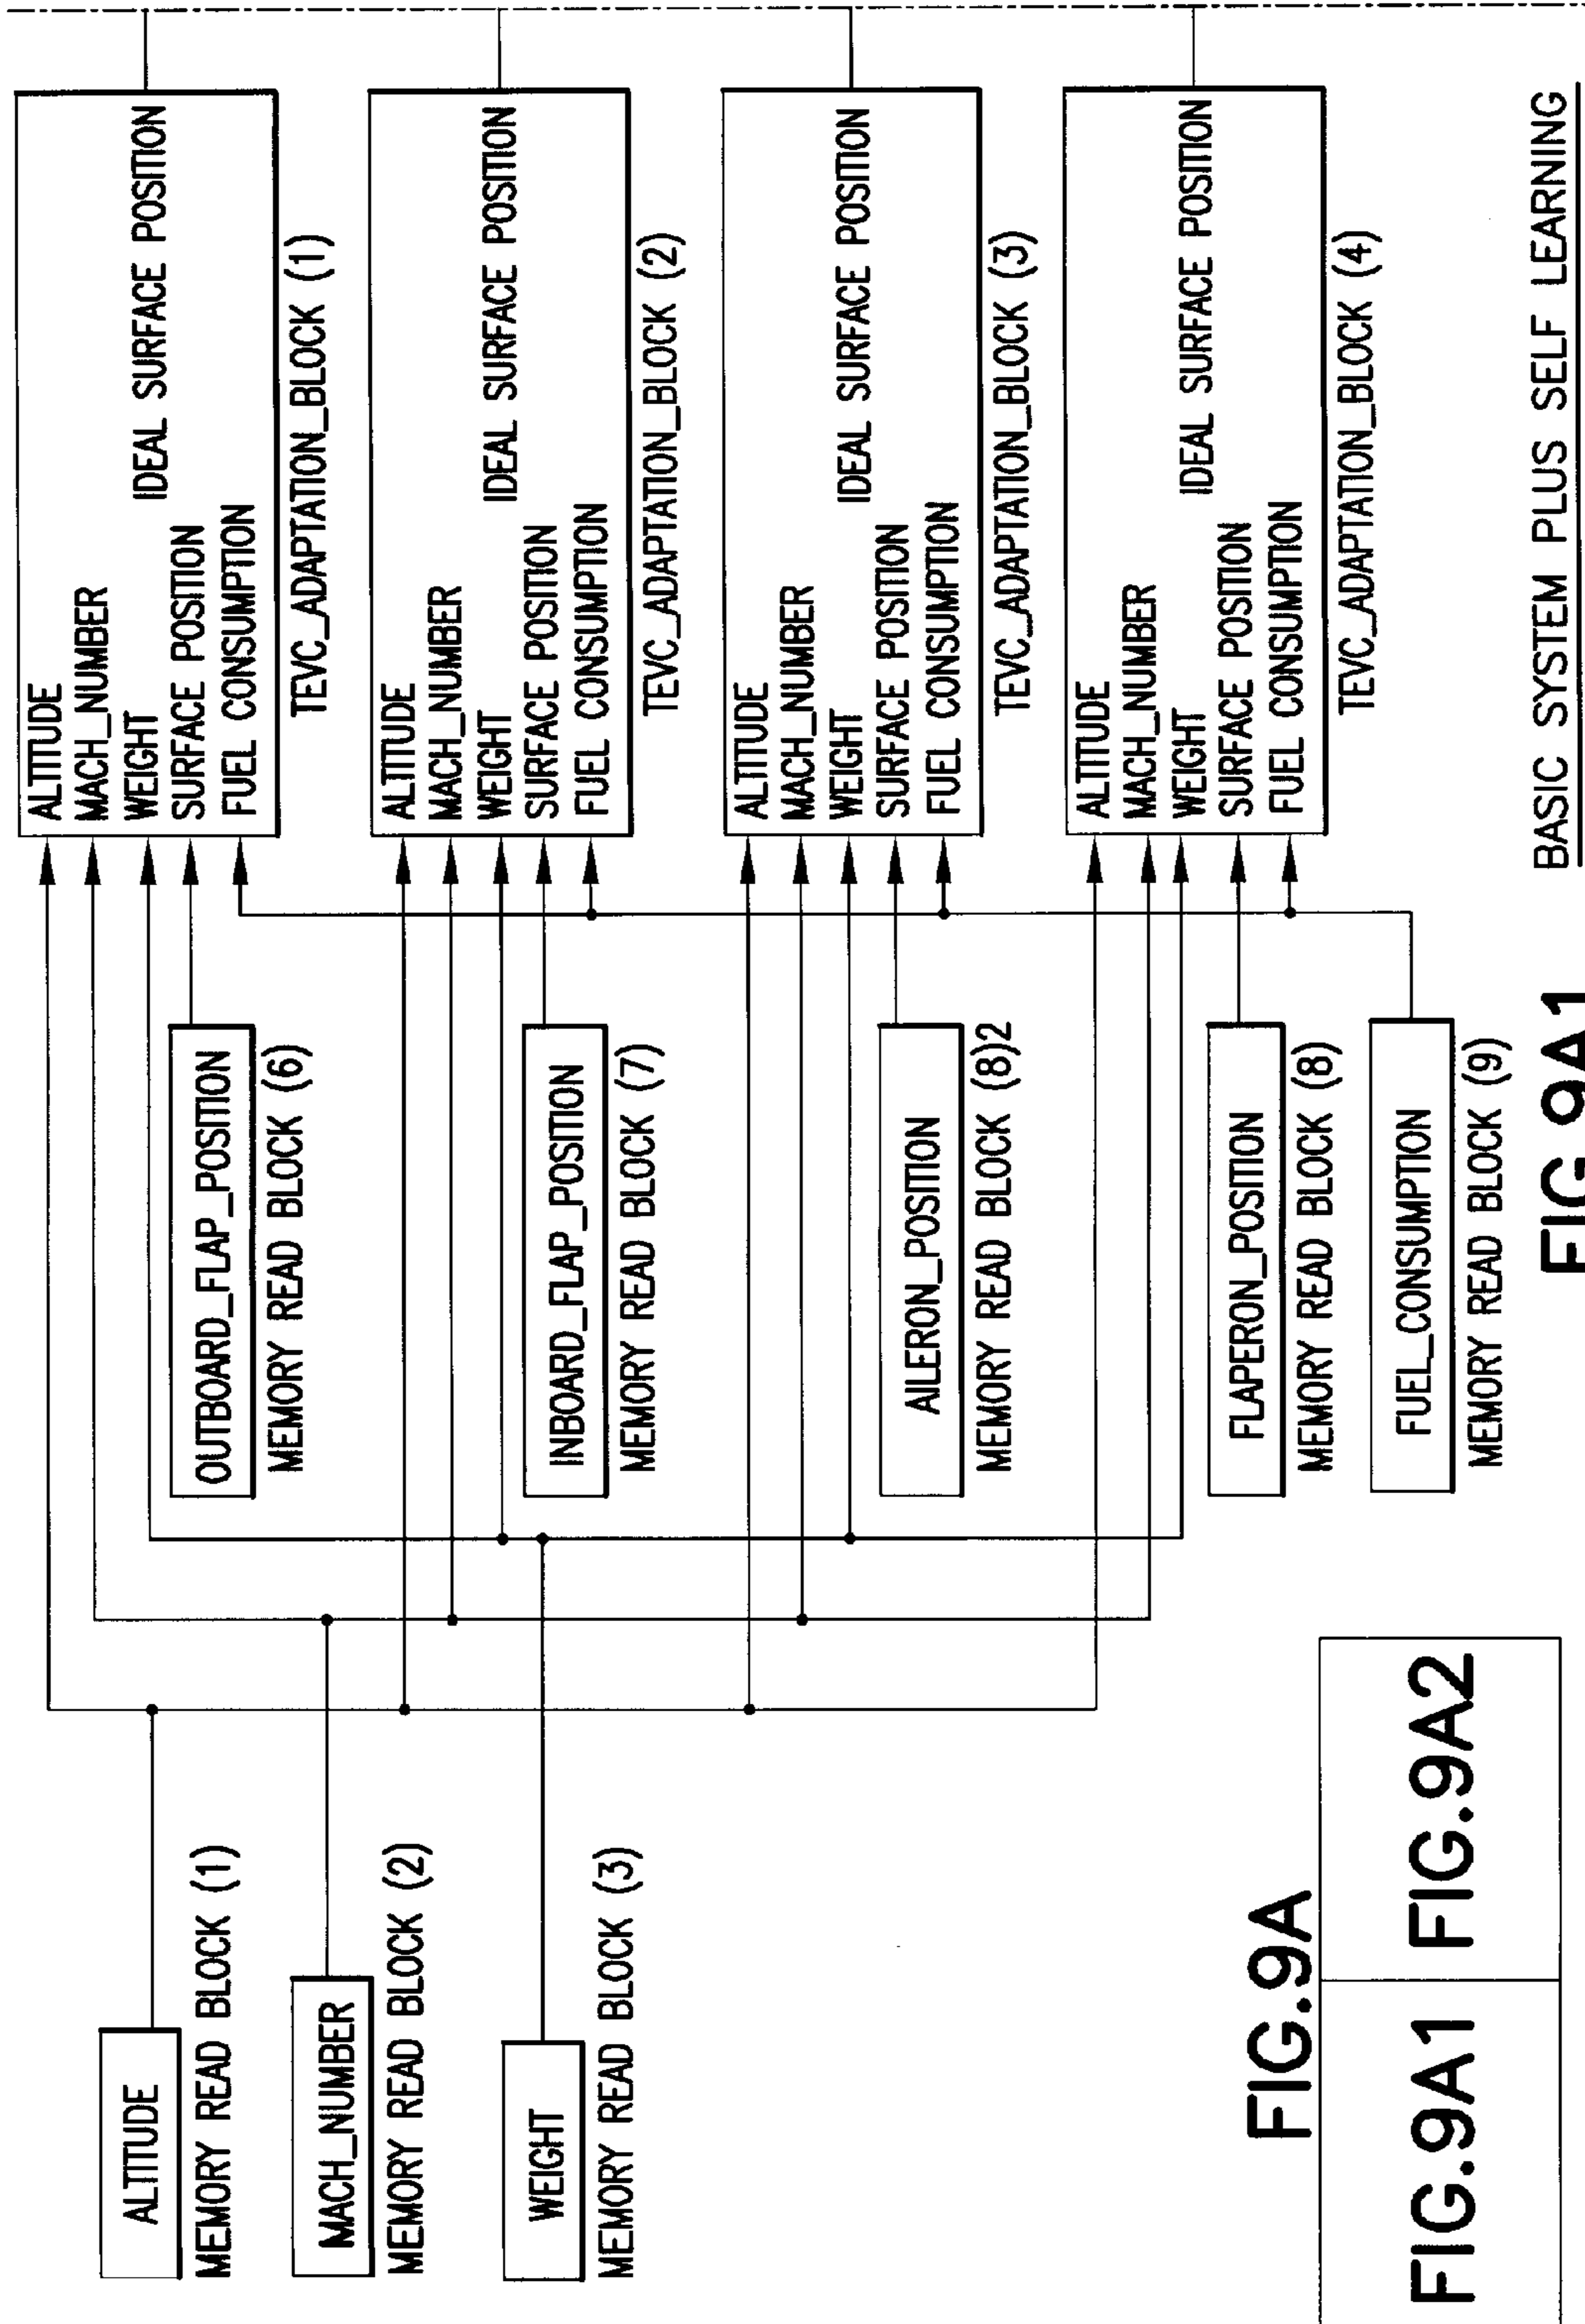 ALTITUDE
MEMORY READ BLOCK (1)
MACH_NUMBER
MEMORY READ BLOCK (2)
WEIGHT
MEMORY READ BLOCK (3)
OUTBOARD_FLAP_POSITION
MEMORY READ BLOCK (6)
INBOARD_FLAP_POSITION
MEMORY READ BLOCK (7)
AILERON_POSITION
MEMORY READ BLOCK (8)2
FLAPERON_POSITION
MEMORY READ BLOCK (8)
FUEL_CONSUMPTION
MEMORY READ BLOCK (9)
ALTITUDE
MACH_NUMBER
WEIGHT
IDEAL SURFACE POSITION
SURFACE POSITION
FUEL CONSUMPTION
TEVC_ADAPTATION_BLOCK (1)
ALTITUDE
MACH_NUMBER
WEIGHT
IDEAL SURFACE POSITION
SURFACE POSITION
FUEL CONSUMPTION
TEVC_ADAPTATION_BLOCK (2)
ALTITUDE
MACH_NUMBER
WEIGHT
IDEAL SURFACE POSITION
SURFACE POSITION
FUEL CONSUMPTION
TEVC_ADAPTATION_BLOCK (3)
ALTITUDE
MACH_NUMBER
WEIGHT
IDEAL SURFACE POSITION
SURFACE POSITION
FUEL CONSUMPTION
TEVC_ADAPTATION_BLOCK (4)
FIG.9A
FIG.9A1 FIG.9A2
FIG.9A1
BASIC SYSTEM PLUS SELF LEARNING